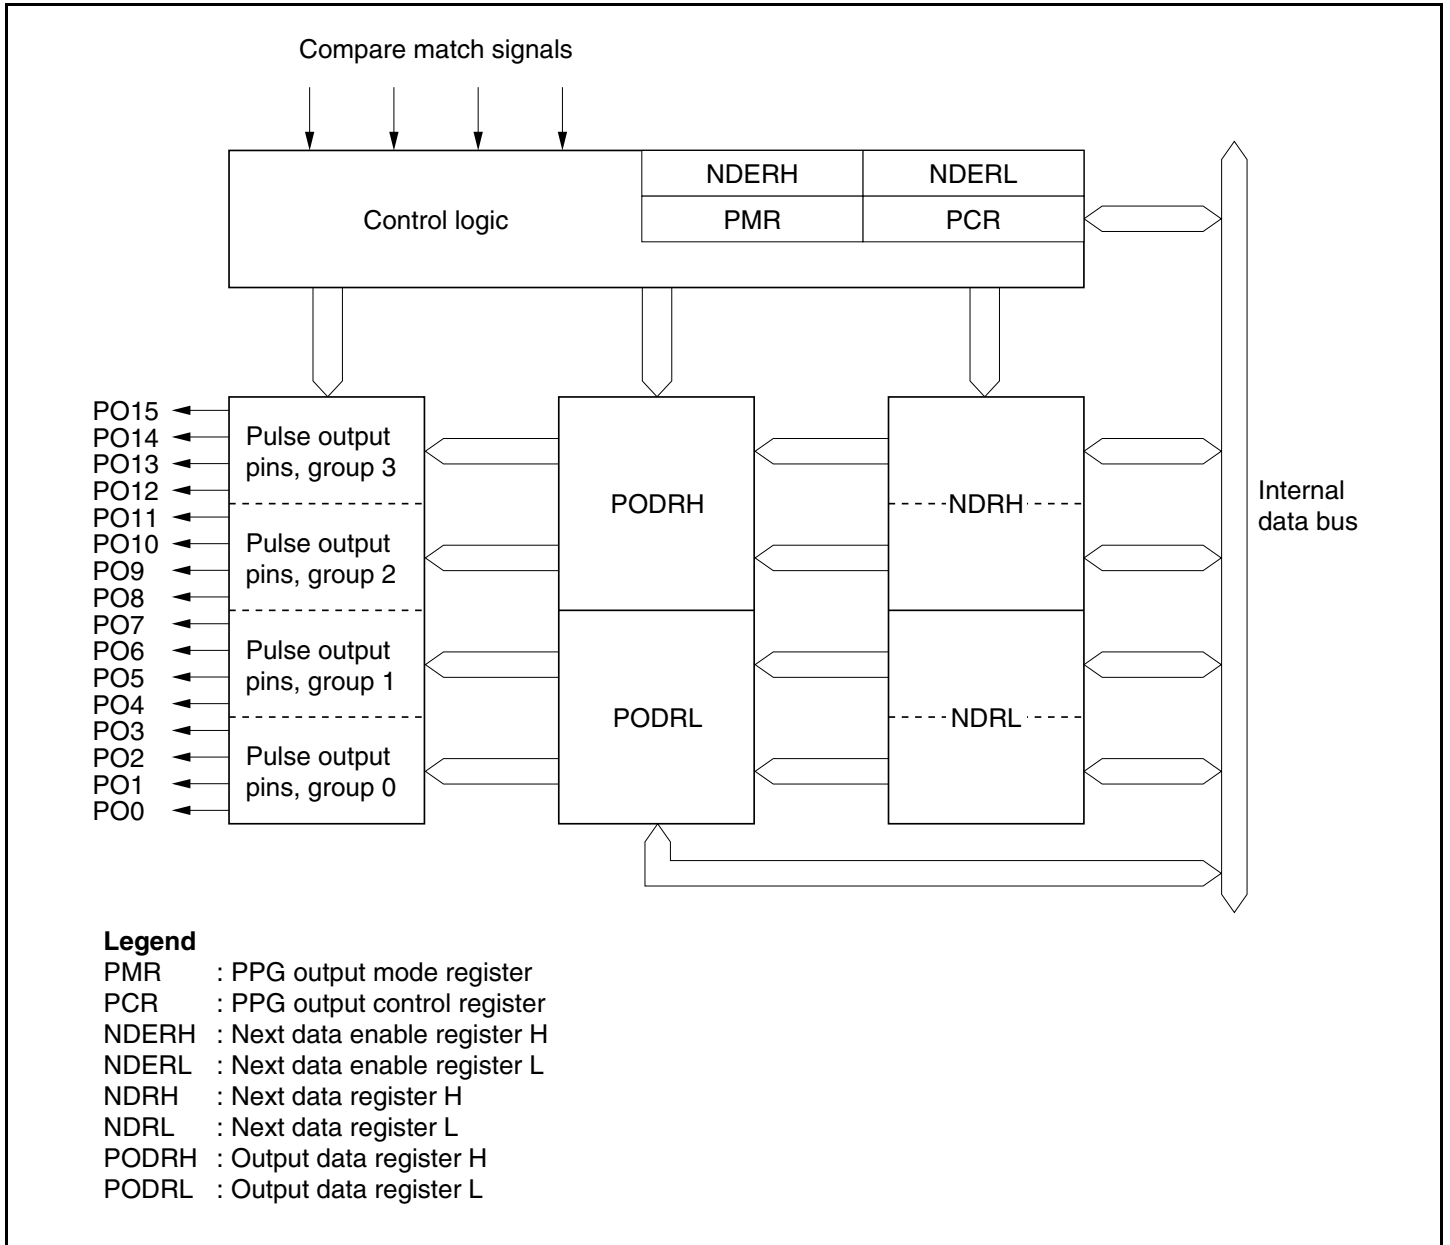 Compare match signals
NDERH
NDERL
Control logic
PMR
PCR
PO15
PO14
PO13
PO12
PO11
PO10
PO9
PO8
PO7
PO6
PO5
PO4
PO3
PO2
PO1
PO0
Pulse output
pins, group 3
Pulse output
pins, group 2
Pulse output
pins, group 1
Pulse output
pins, group 0
PODRH
PODRL
NDRH
NDRL
Internal
data bus
Legend
PMR : PPG output mode register
PCR : PPG output control register
NDERH : Next data enable register H
NDERL : Next data enable register L
NDRH : Next data register H
NDRL : Next data register L
PODRH : Output data register H
PODRL : Output data register L